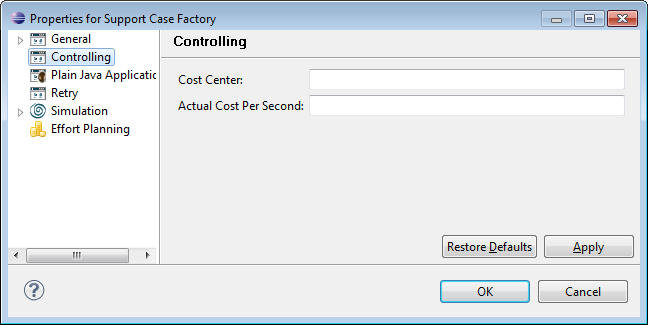 Properties for Support Case Factory
General
Controlling
Plain Java Applicatic
Retry
Simulation
Effort Planning
Controlling
Cost Center:
Actual Cost Per Second:
Restore Defaults
Apply
?
OK
Cancel